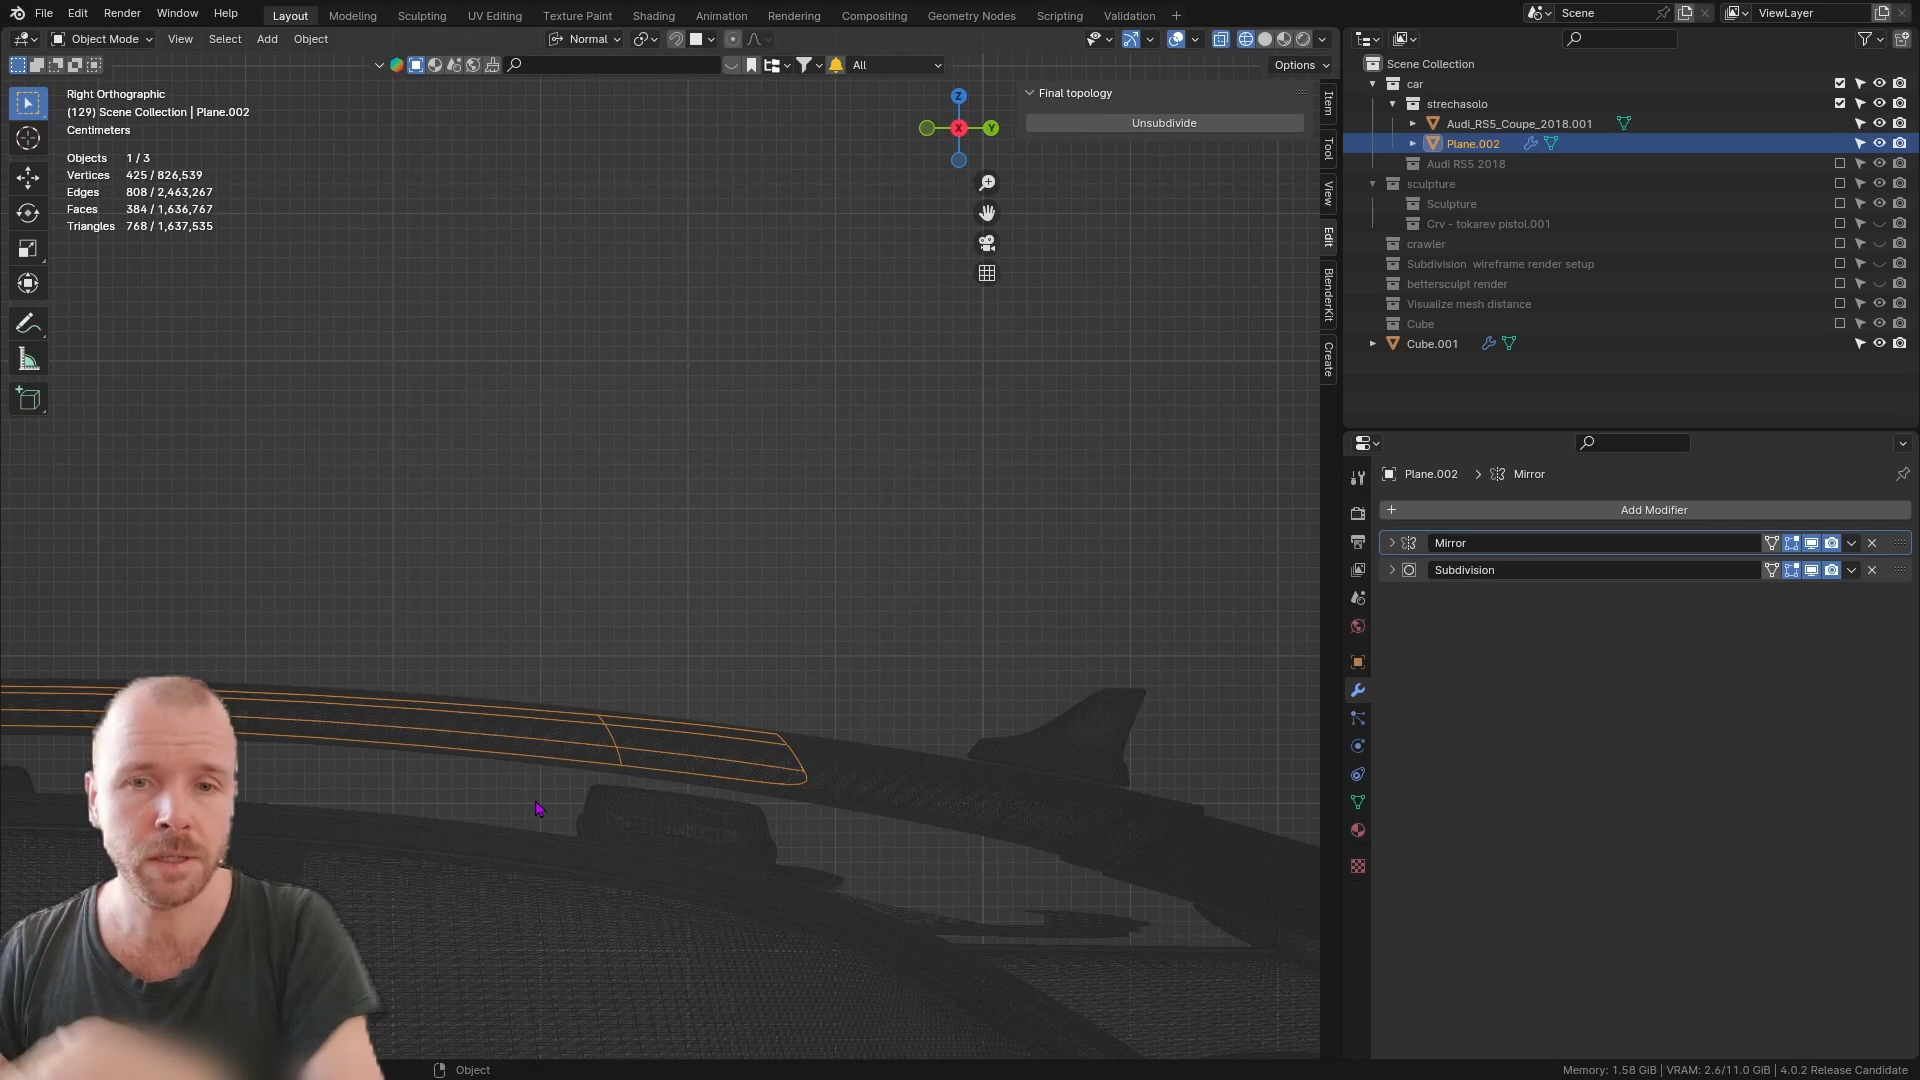 File Edit Render Window Help Layout Modeling Sculpting UV Editing Texture Paint Shading Animation Rendering Compositing Geometry Nodes Scripting Validation Scene ViewLayer
Object Mode View Select Add Object Normal
All Options
Right Orthographic
(129) Scene Collection | Plane.002
Centimeters
Objects 1 / 3
Vertices 425 / 826,539
Edges 808 / 2,463,267
Faces 384 / 1,636,767
Triangles 768 / 1,637,535
Z
X
Y
Final topology
Unsubdivide
Item
Tool
View
Edit
BlenderKit
Create
Scene Collection
car
strechasolo
Audi_RS5_Coupe_2018.001
Plane.002
Audi RS5 2018
sculpture
Sculpture
Crv - tokarev pistol.001
crawler
Subdivision wireframe render setup
bettersculpt render
Visualize mesh distance
Cube
Cube.001
Plane.002 > Mirror
Add Modifier
Mirror
Subdivision
Object
Memory: 1.58 GiB | VRAM: 2.6/11.0 GiB | 4.0.2 Release Candidate